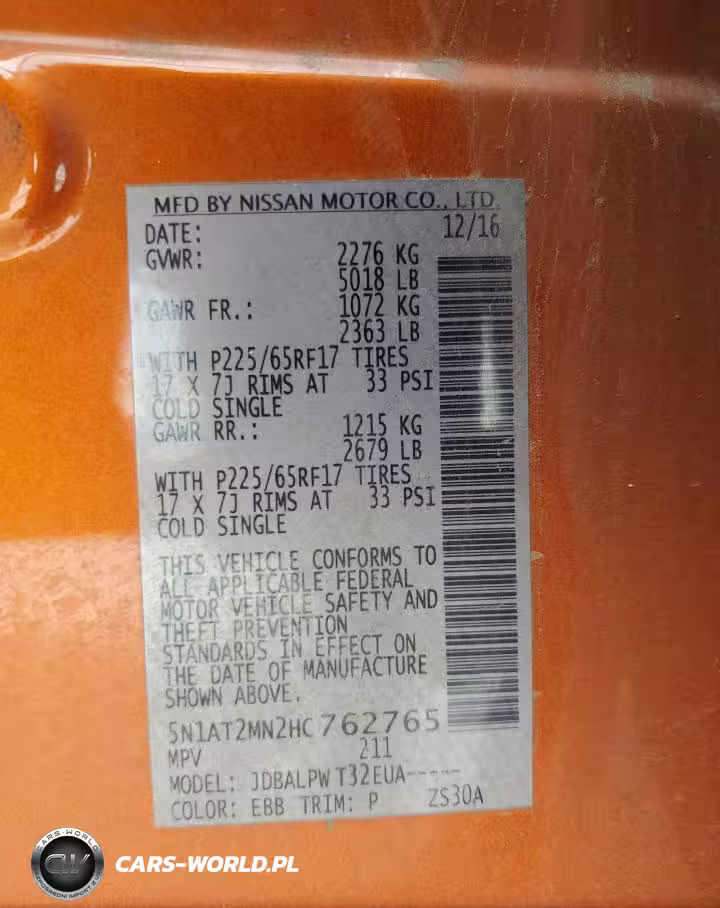 MFD BY NISSAN MOTOR CO., LTD.
DATE: 12/16
GVWR: 2276 KG
5018 LB
GAWR FR.: 1072 KG
2363 LB
WITH P225/65RF17 TIRES
17 X 7J RIMS AT 33 PSI
COLD SINGLE
GAWR RR.: 1215 KG
2679 LB
WITH P225/65RF17 TIRES
17 X 7J RIMS AT 33 PSI
COLD SINGLE
THIS VEHICLE CONFORMS TO
ALL APPLICABLE FEDERAL
MOTOR VEHICLE SAFETY AND
THEFT PREVENTION
STANDARDS IN EFFECT ON
THE DATE OF MANUFACTURE
SHOWN ABOVE.
5N1AT2MN2HC762765
MPV 211
MODEL: JDBALPW T32EUA-----
COLOR: EBB TRIM: P ZS30A
CARS-WORLD
CW
CARS-WORLD.PL